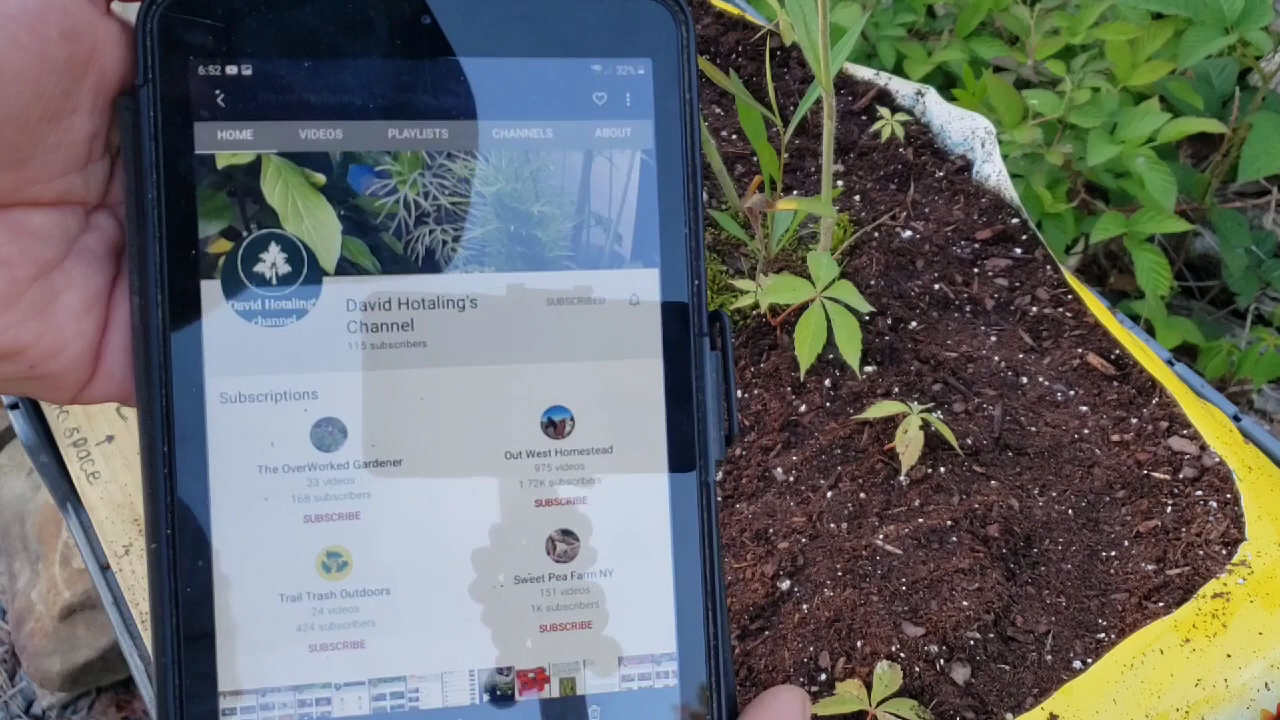 6:52
32%
HOME VIDEOS PLAYLISTS CHANNELS ABOUT
David Hotaling's
channel
David Hotaling's
Channel
SUBSCRIBED
115 subscribers
Subscriptions
The OverWorked Gardener
33 videos
168 subscribers
SUBSCRIBE
Out West Homestead
975 videos
1.72K subscribers
SUBSCRIBE
Trail Trash Outdoors
24 videos
424 subscribers
SUBSCRIBE
Sweet Pea Farm NY
151 videos
1K subscribers
SUBSCRIBE
space